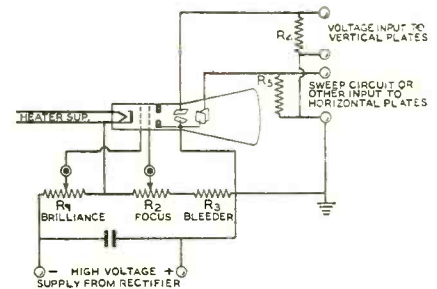 R4
VOLTAGE INPUT TO
VERTICAL PLATES
R5
SWEEP CIRCUIT OR
OTHER INPUT TO
HORIZONTAL PLATES
HEATER SUP.
R1
BRILLIANCE
R2
FOCUS
R3
BLEEDER
- HIGH VOLTAGE +
SUPPLY FROM RECTIFIER